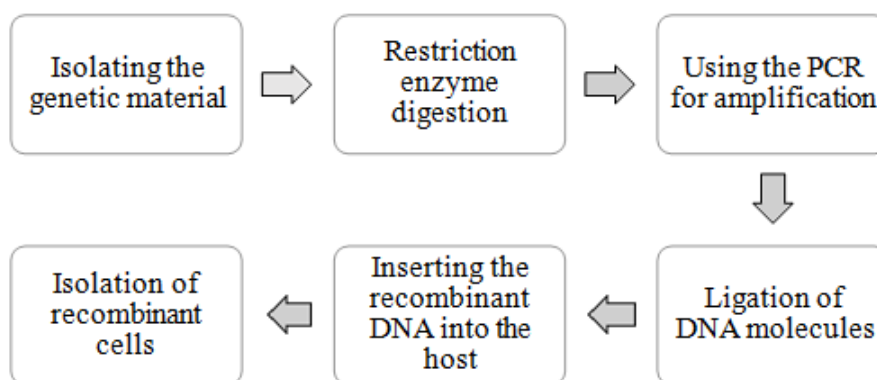 Isolating the
genetic material
Restriction
enzyme
digestion
Using the PCR
for amplification
Ligation of
DNA molecules
Inserting the
recombinant
DNA into the
host
Isolation of
recombinant
cells